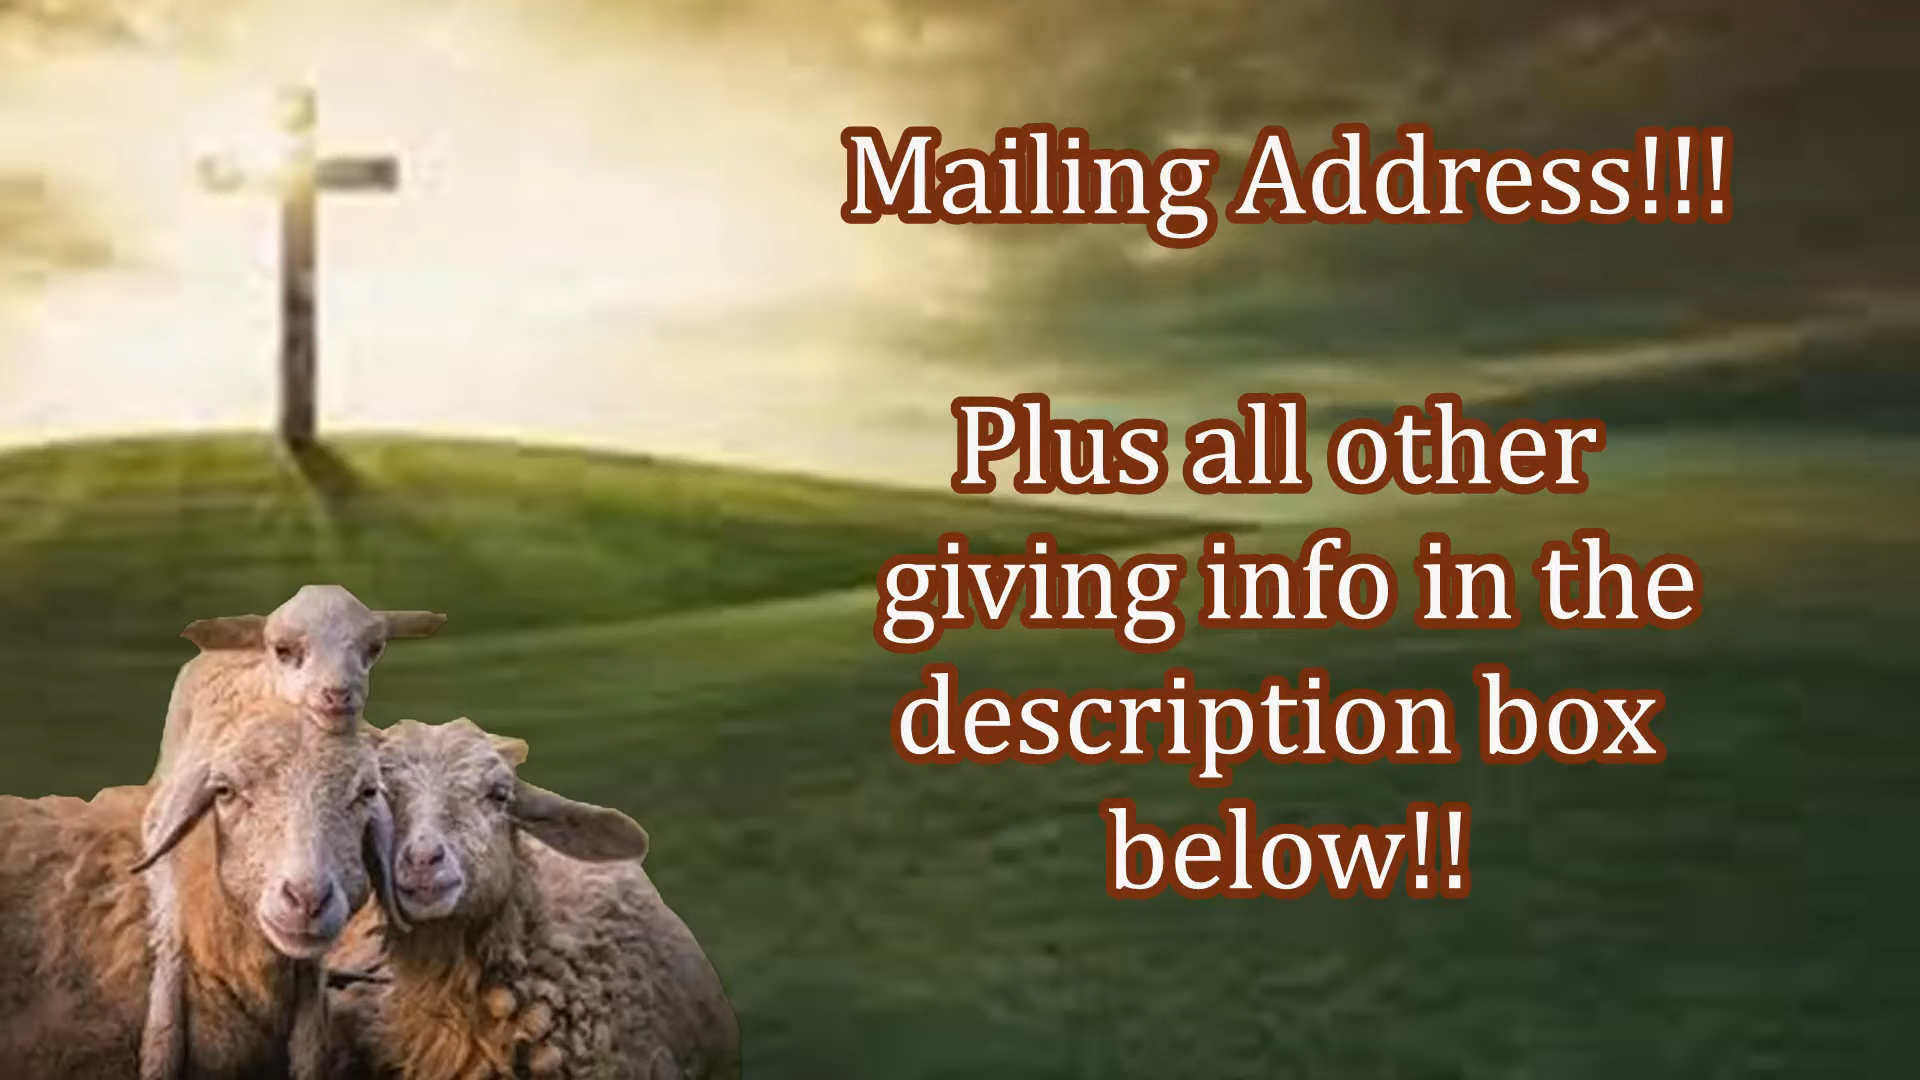 Mailing Address!!!
Plus all other
giving info in the
description box
below!!